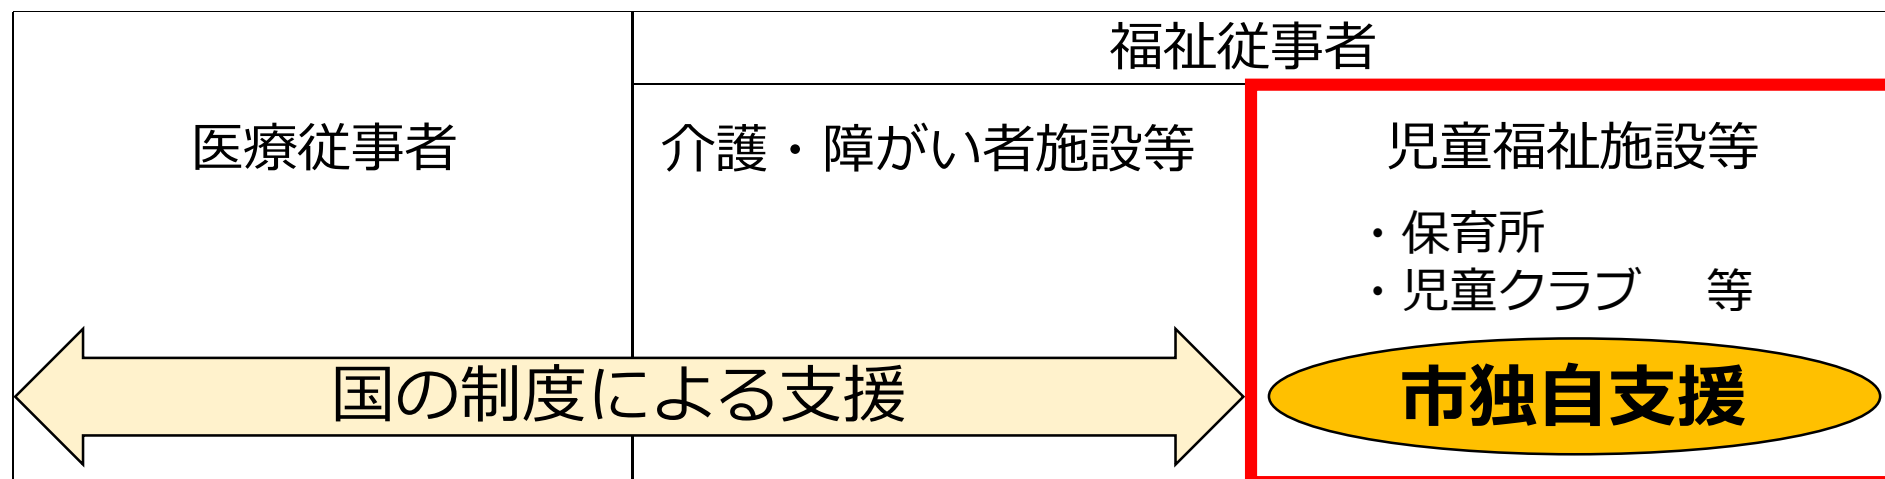 福祉従事者
医療従事者
介護・障がい者施設等
児童福祉施設等
・保育所
・児童クラブ　等
国の制度による支援
市独自支援